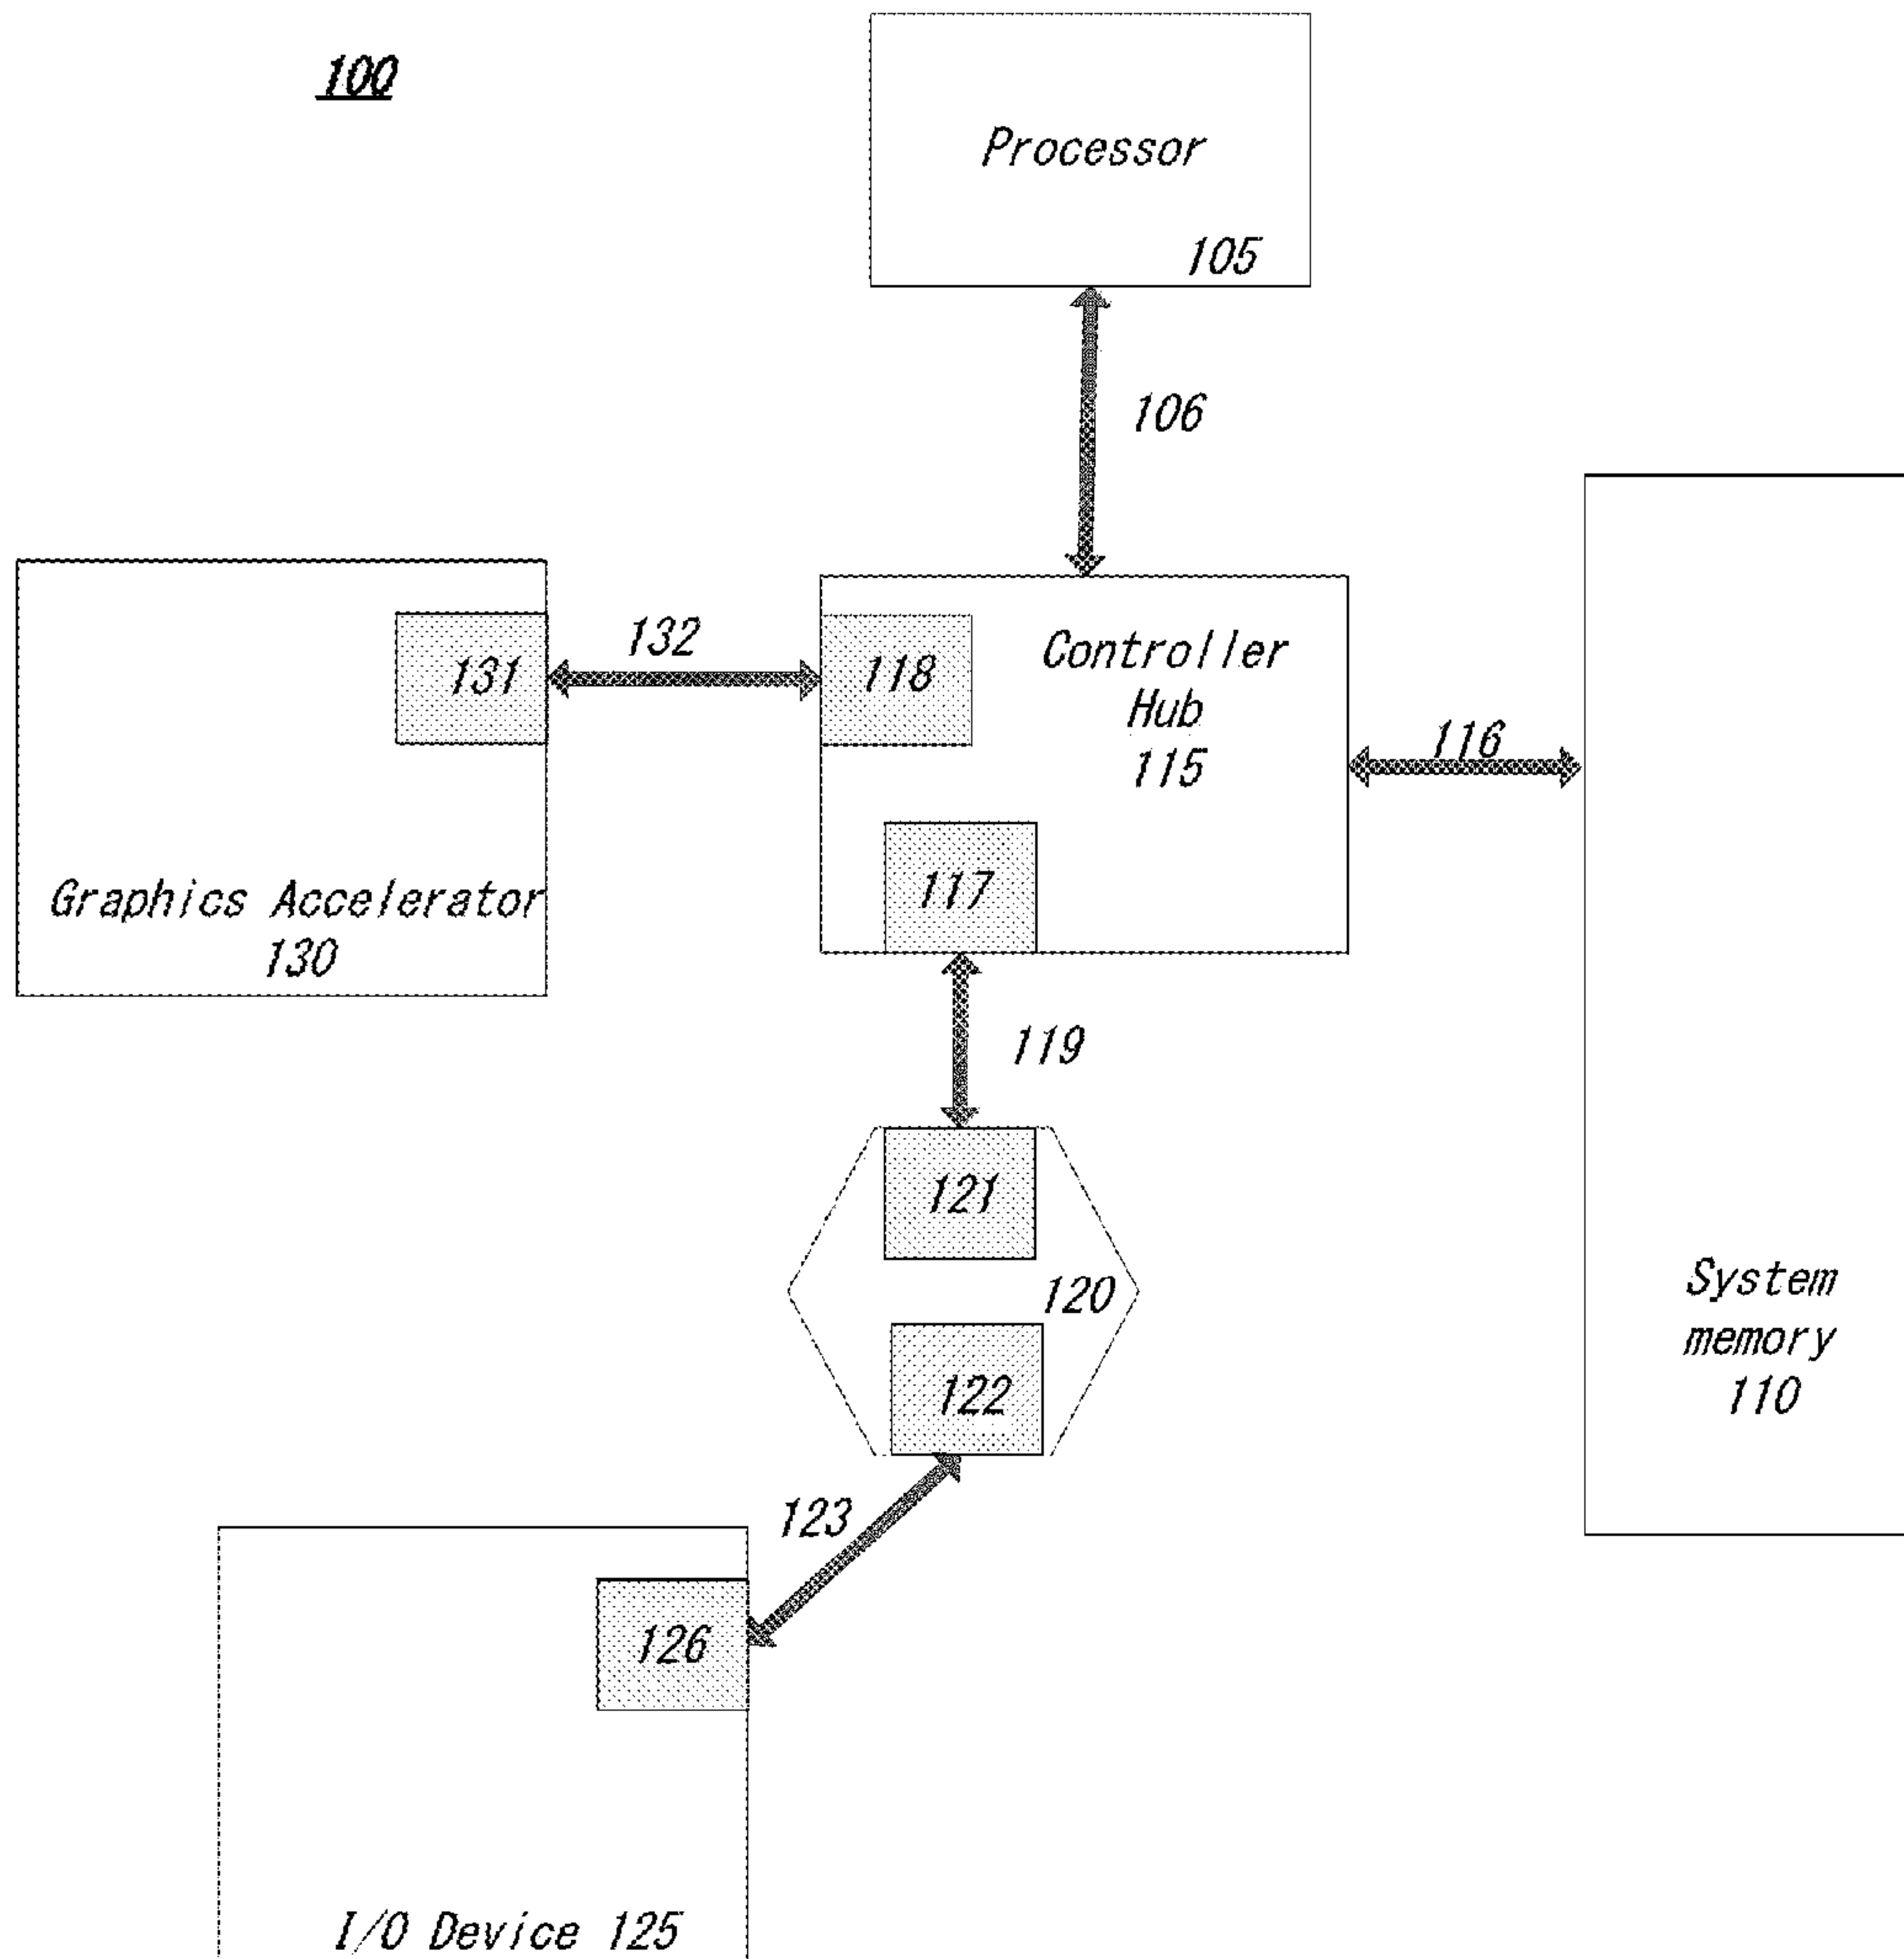 100
Processor
105
106
132
131
118
Controller
Hub
115
116
117
Graphics Accelerator
130
119
121
120
122
System
memory
110
123
126
I/O Device 125